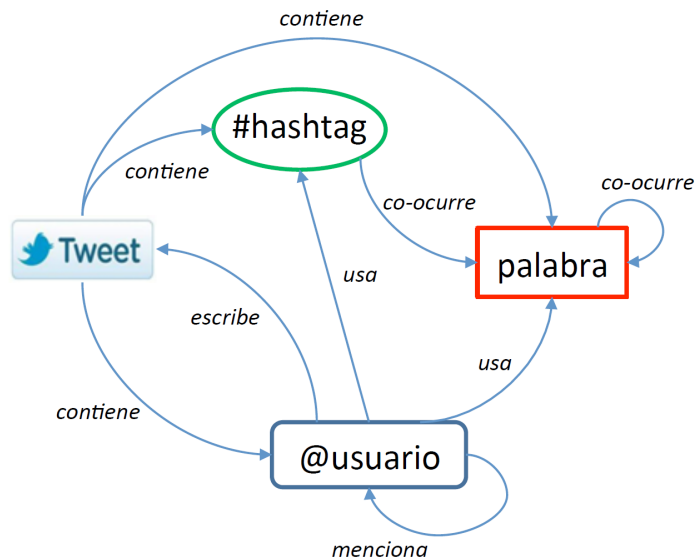 contiene
#hashtag
contiene
co-ocurre
co-ocurre
Tweet
palabra
usa
escribe
usa
contiene
@usuario
menciona